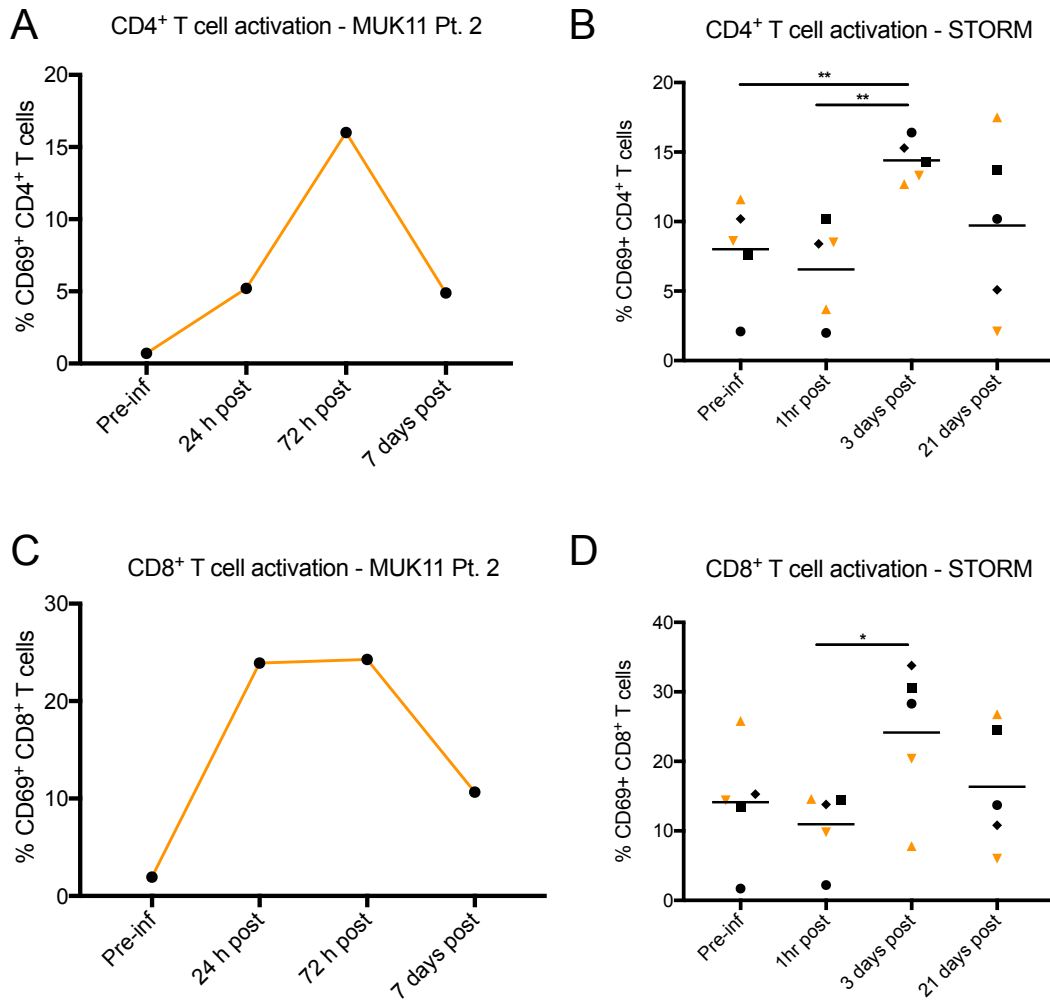 A
CD4⁺ T cell activation - MUK11 Pt. 2
% CD69⁺ CD4⁺ T cells
20
15
10
5
0
Pre-inf
24 h post
72 h post
7 days post
B
CD4⁺ T cell activation - STORM
% CD69+ CD4⁺ T cells
20
15
10
5
0
**
**
Pre-inf
1hr post
3 days post
21 days post
C
CD8⁺ T cell activation - MUK11 Pt. 2
% CD69⁺ CD8⁺ T cells
30
20
10
0
Pre-inf
24 h post
72 h post
7 days post
D
CD8⁺ T cell activation - STORM
% CD69+ CD8⁺ T cells
40
30
20
10
0
*
Pre-inf
1hr post
3 days post
21 days post